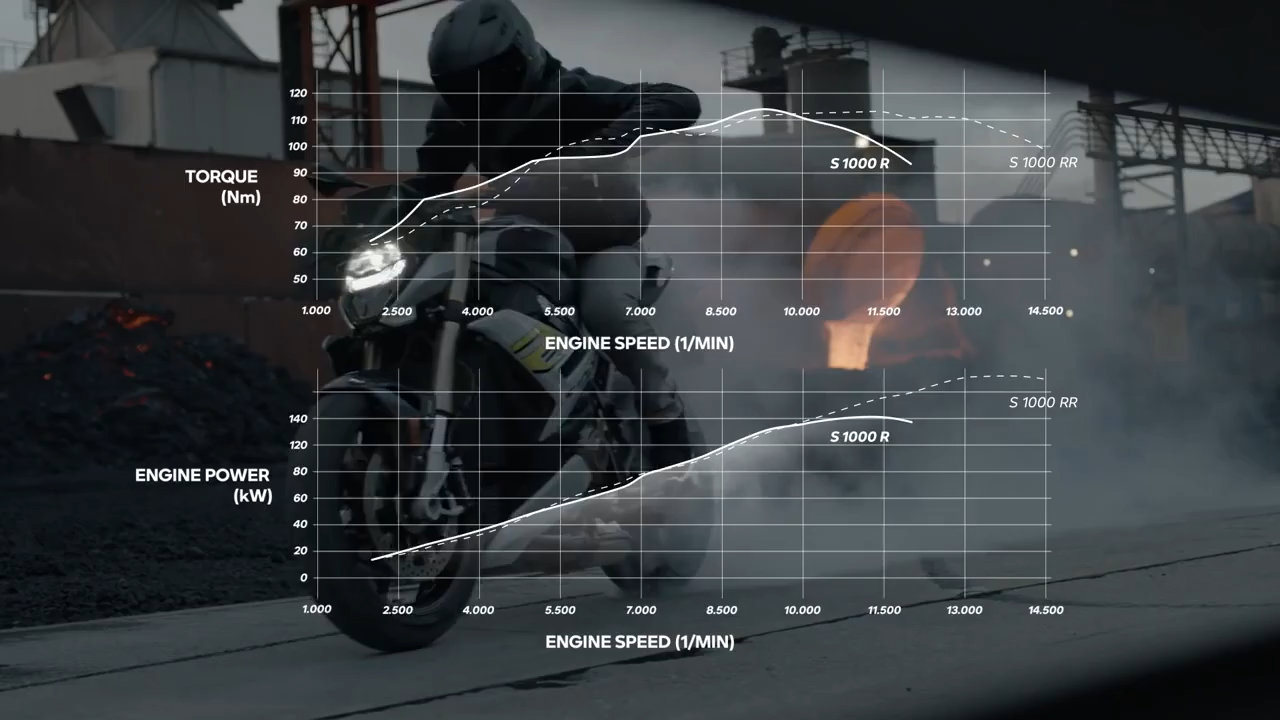 120
110
100
90
80
70
60
50
TORQUE
(Nm)
S 1000 R
S 1000 RR
1.000 2.500 4.000 5.500 7.000 8.500 10.000 11.500 13.000 14.500
ENGINE SPEED (1/MIN)
140
120
80
60
40
20
0
ENGINE POWER
(kW)
S 1000 RR
S 1000 R
1.000 2.500 4.000 5.500 7.000 8.500 10.000 11.500 13.000 14.500
ENGINE SPEED (1/MIN)